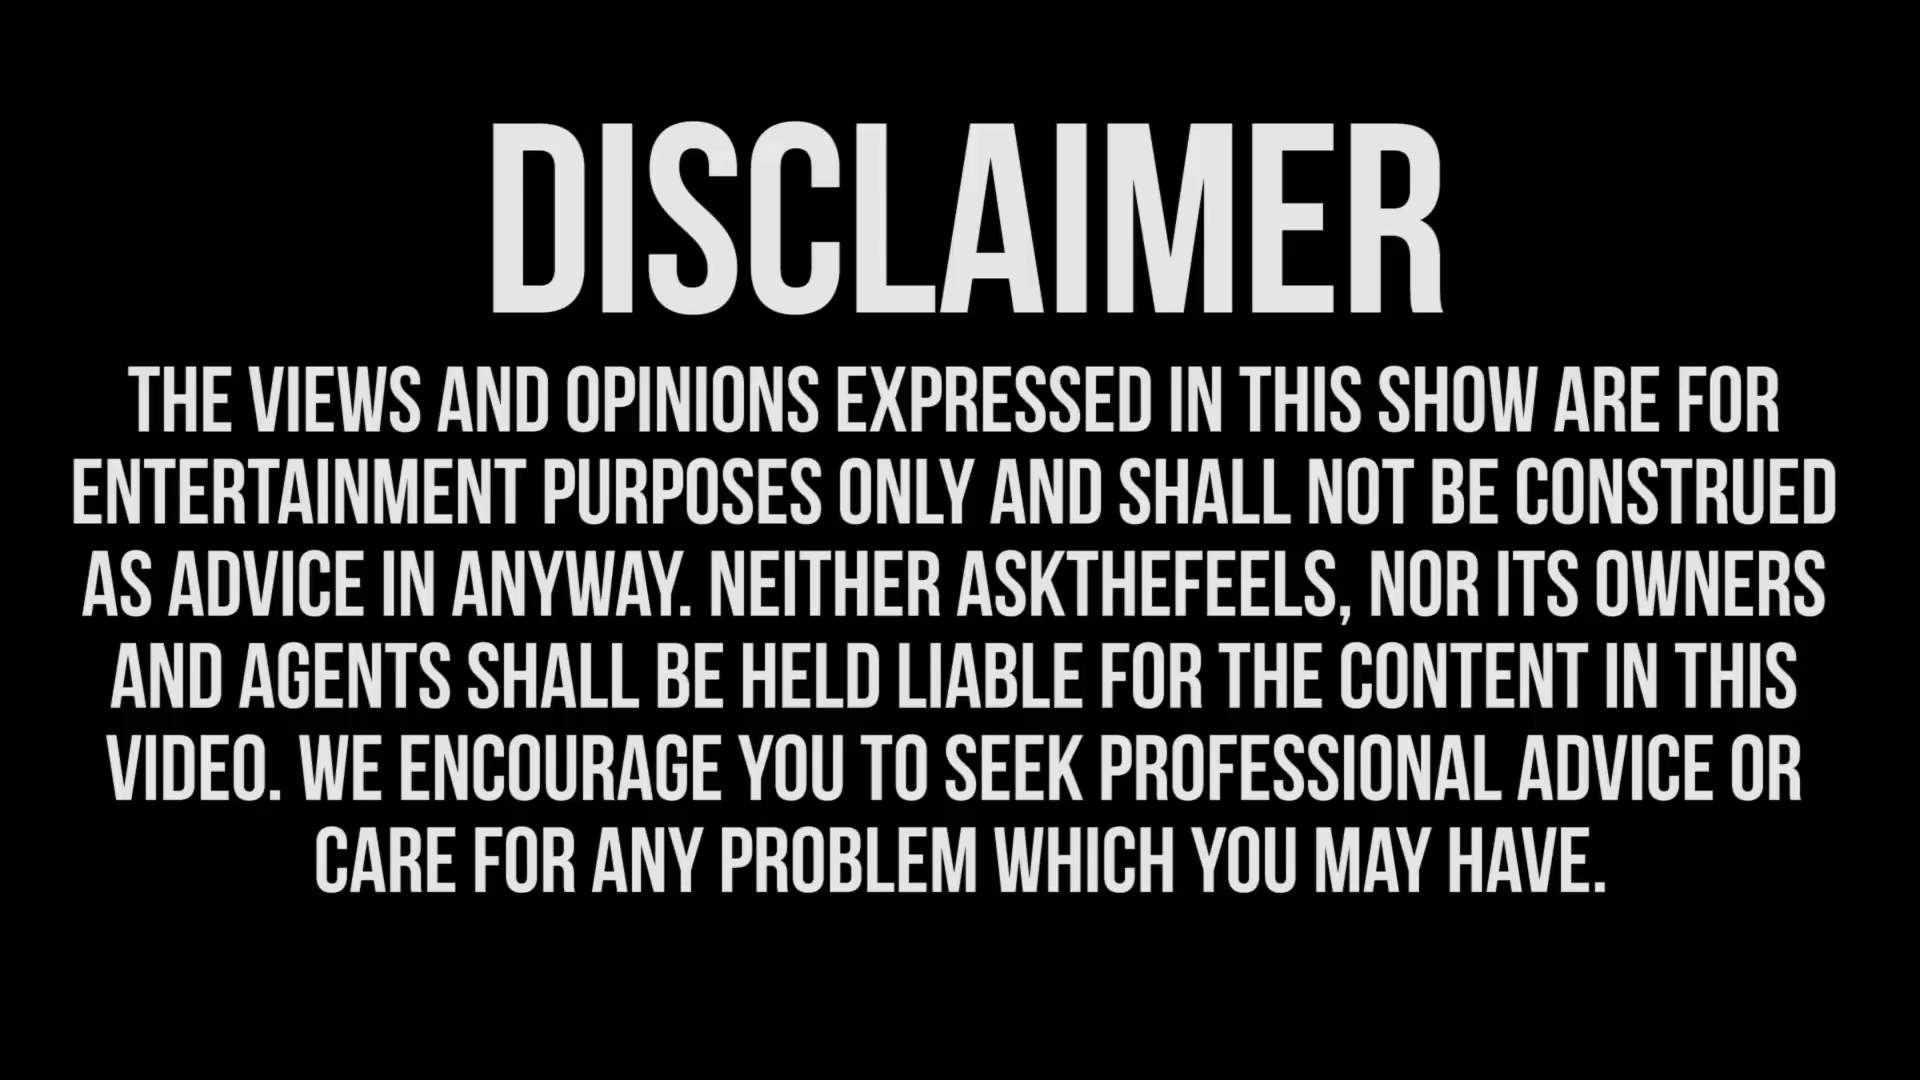 DISCLAIMER
THE VIEWS AND OPINIONS EXPRESSED IN THIS SHOW ARE FOR
ENTERTAINMENT PURPOSES ONLY AND SHALL NOT BE CONSTRUED
AS ADVICE IN ANYWAY. NEITHER ASKTHEFEELS, NOR ITS OWNERS
AND AGENTS SHALL BE HELD LIABLE FOR THE CONTENT IN THIS
VIDEO. WE ENCOURAGE YOU TO SEEK PROFESSIONAL ADVICE OR
CARE FOR ANY PROBLEM WHICH YOU MAY HAVE.